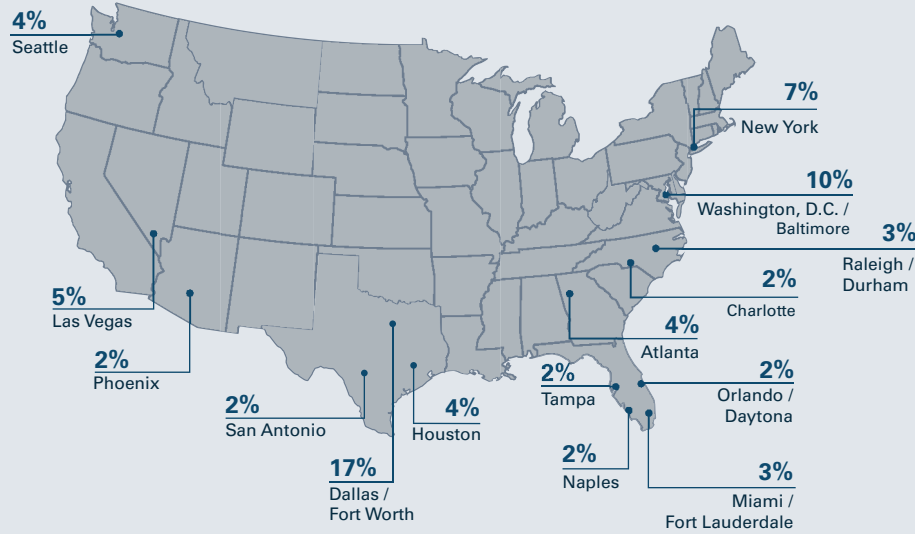 4%
Seattle
7%
New York
10%
Washington, D.C. /
Baltimore
3%
Raleigh /
Durham
2%
Charlotte
4%
Atlanta
5%
Las Vegas
2%
Phoenix
2%
San Antonio
4%
Houston
17%
Dallas /
Fort Worth
2%
Tampa
2%
Orlando /
Daytona
2%
Naples
3%
Miami /
Fort Lauderdale